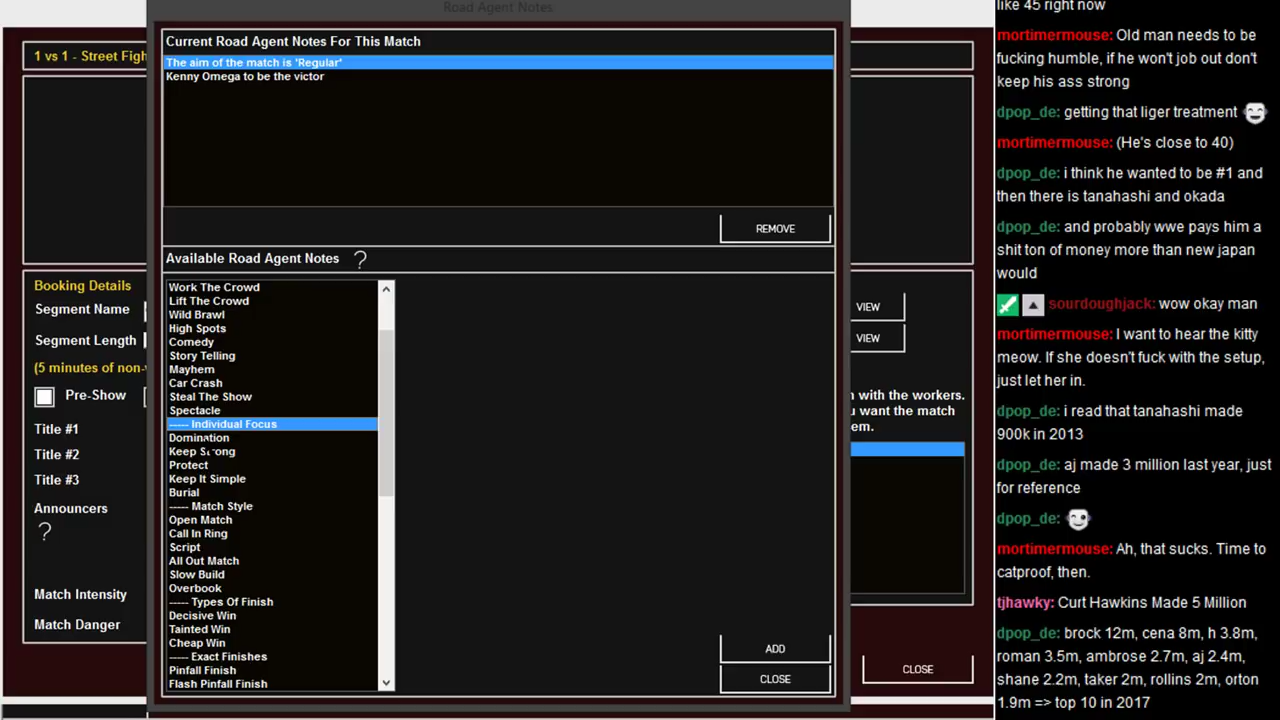 Road Agent Notes
Current Road Agent Notes For This Match
The aim of the match is 'Regular'
Kenny Omega to be the victor
REMOVE
Available Road Agent Notes ?
Work The Crowd
Lift The Crowd
Wild Brawl
High Spots
Comedy
Story Telling
Mayhem
Car Crash
Steal The Show
Spectacle
----- Individual Focus
Domination
Keep Strong
Protect
Keep It Simple
Burial
----- Match Style
Open Match
Call In Ring
Script
All Out Match
Slow Build
Overbook
----- Types Of Finish
Decisive Win
Tainted Win
Cheap Win
----- Exact Finishes
Pinfall Finish
Flash Pinfall Finish
ADD
CLOSE
1 vs 1 - Street Figh
Booking Details
Segment Name
Segment Length
(5 minutes of non-
Pre-Show
Title #1
Title #2
Title #3
Announcers
?
Match Intensity
Match Danger
VIEW
VIEW
with the workers.
want the match
em.
CLOSE
like 45 right now
mortimermouse: Old man needs to be
fucking humble, if he won't job out don't
keep his ass strong
dpop_de: getting that liger treatment
mortimermouse: (He's close to 40)
dpop_de: i think he wanted to be #1 and
then there is tanahashi and okada
dpop_de: and probably wwe pays him a
shit ton of money more than new japan
would
sourdoughjack: wow okay man
mortimermouse: I want to hear the kitty
meow. If she doesn't fuck with the setup,
just let her in.
dpop_de: i read that tanahashi made
900k in 2013
dpop_de: aj made 3 million last year, just
for reference
dpop_de:
mortimermouse: Ah, that sucks. Time to
catproof, then.
tjhawky: Curt Hawkins Made 5 Million
dpop_de: brock 12m, cena 8m, h 3.8m,
roman 3.5m, ambrose 2.7m, aj 2.4m,
shane 2.2m, taker 2m, rollins 2m, orton
1.9m => top 10 in 2017